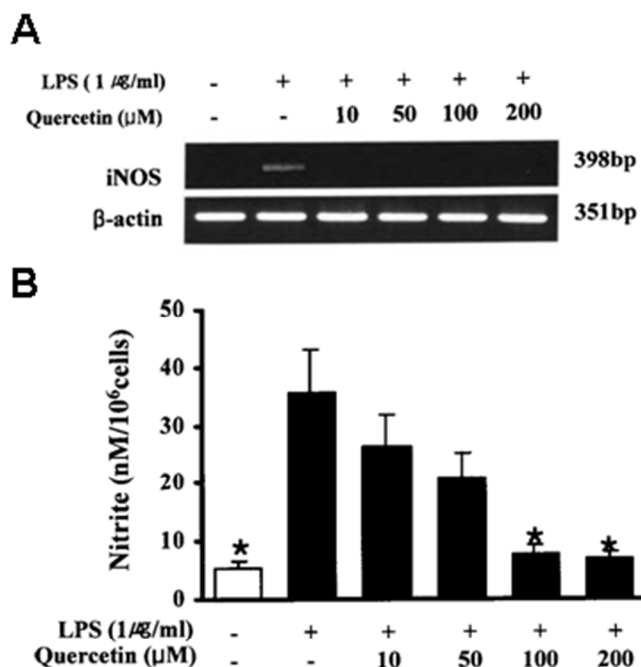 A
LPS ( 1 ㎍/ml) - + + + + +
Quercetin (μM) - - 10 50 100 200
iNOS 398bp
β-actin 351bp
B
Nitrite (nM/10⁶cells)
50
40
30
20
10
0
* * *
LPS (1㎍/ml) - + + + + +
Quercetin (μM) - - 10 50 100 200